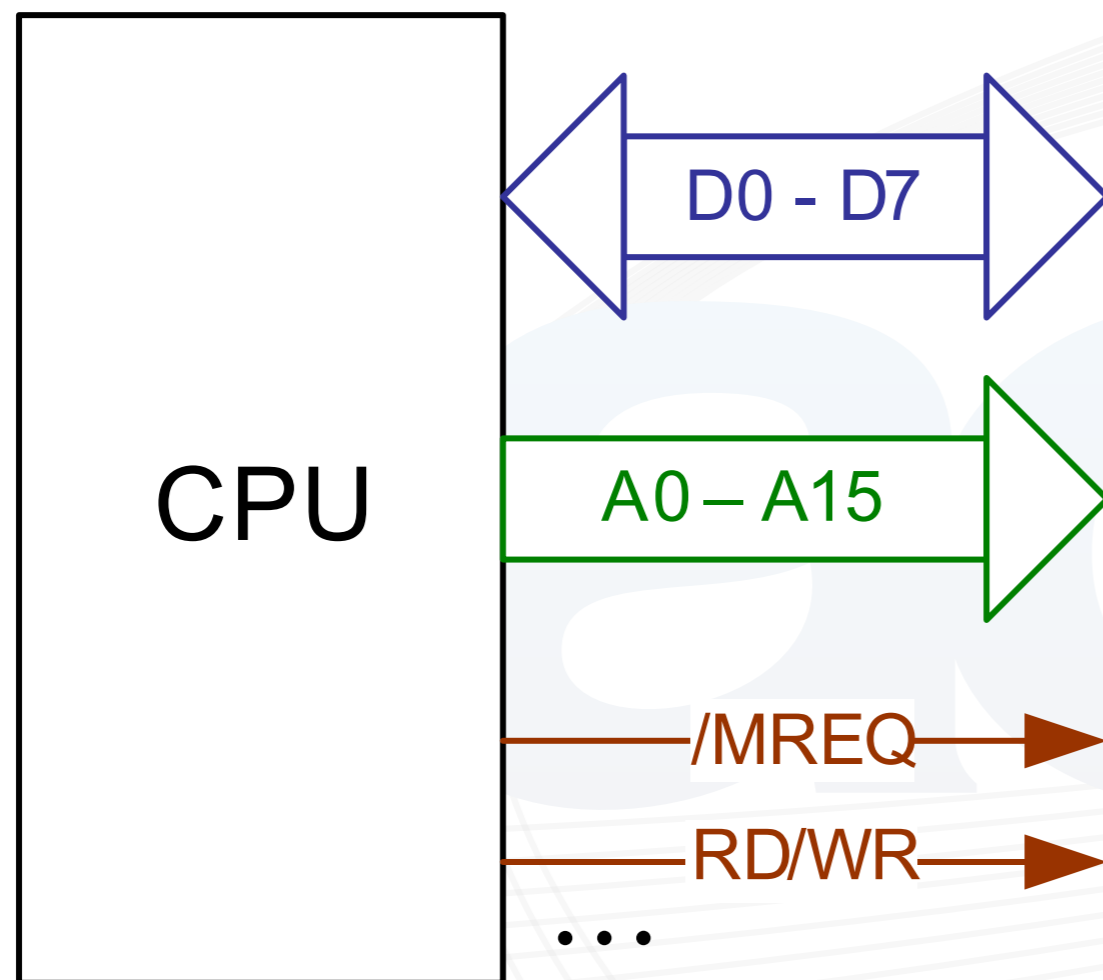 D0 - D7
CPU
A0 – A15
/MREQ
RD/WR
...